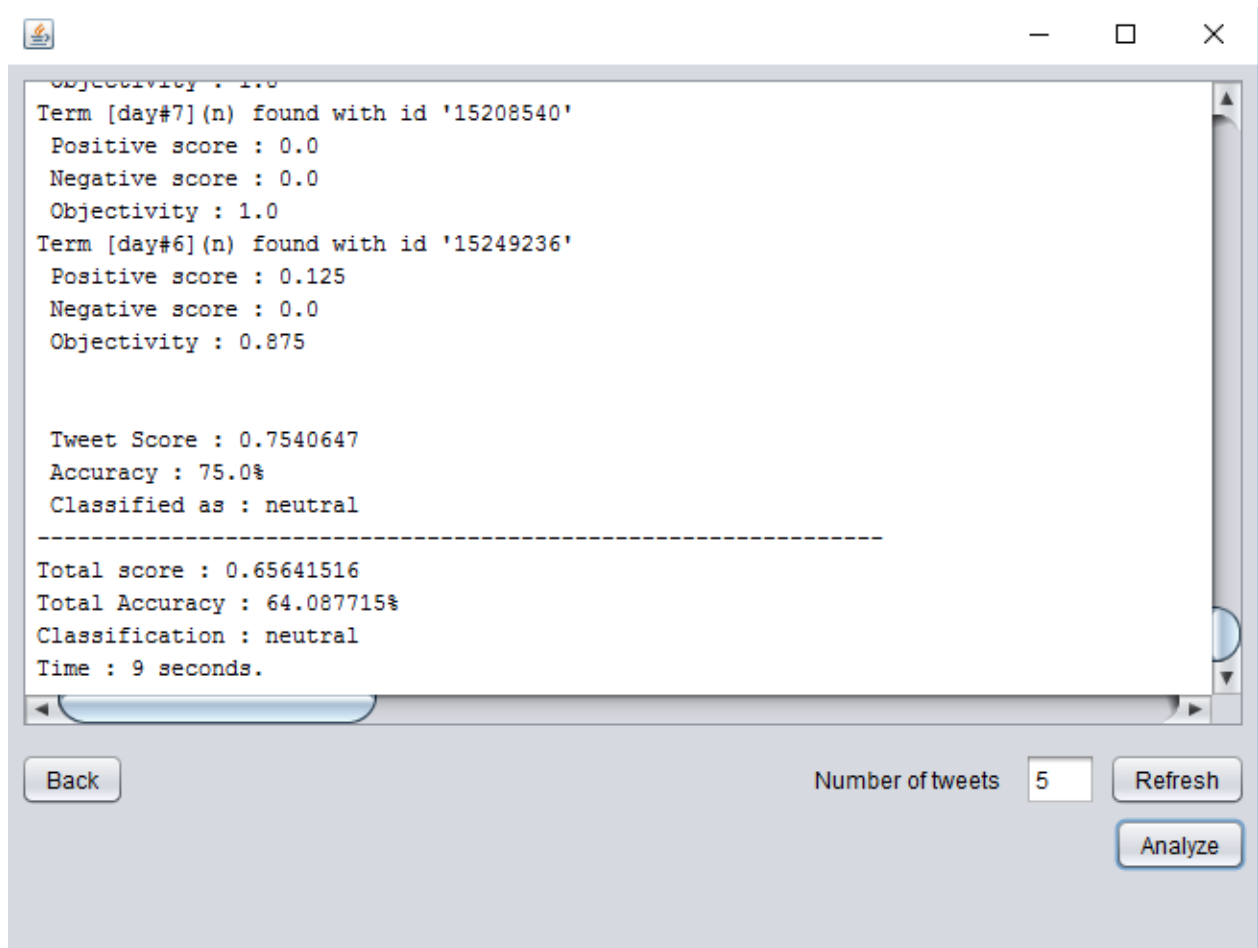 Objectivity : 1.0
Term [day#7](n) found with id '15208540'
Positive score : 0.0
Negative score : 0.0
Objectivity : 1.0
Term [day#6](n) found with id '15249236'
Positive score : 0.125
Negative score : 0.0
Objectivity : 0.875
Tweet Score : 0.7540647
Accuracy : 75.0%
Classified as : neutral
---------------------------------------------------------------
Total score : 0.65641516
Total Accuracy : 64.087715%
Classification : neutral
Time : 9 seconds.
Back
Number of tweets 5 Refresh
Analyze